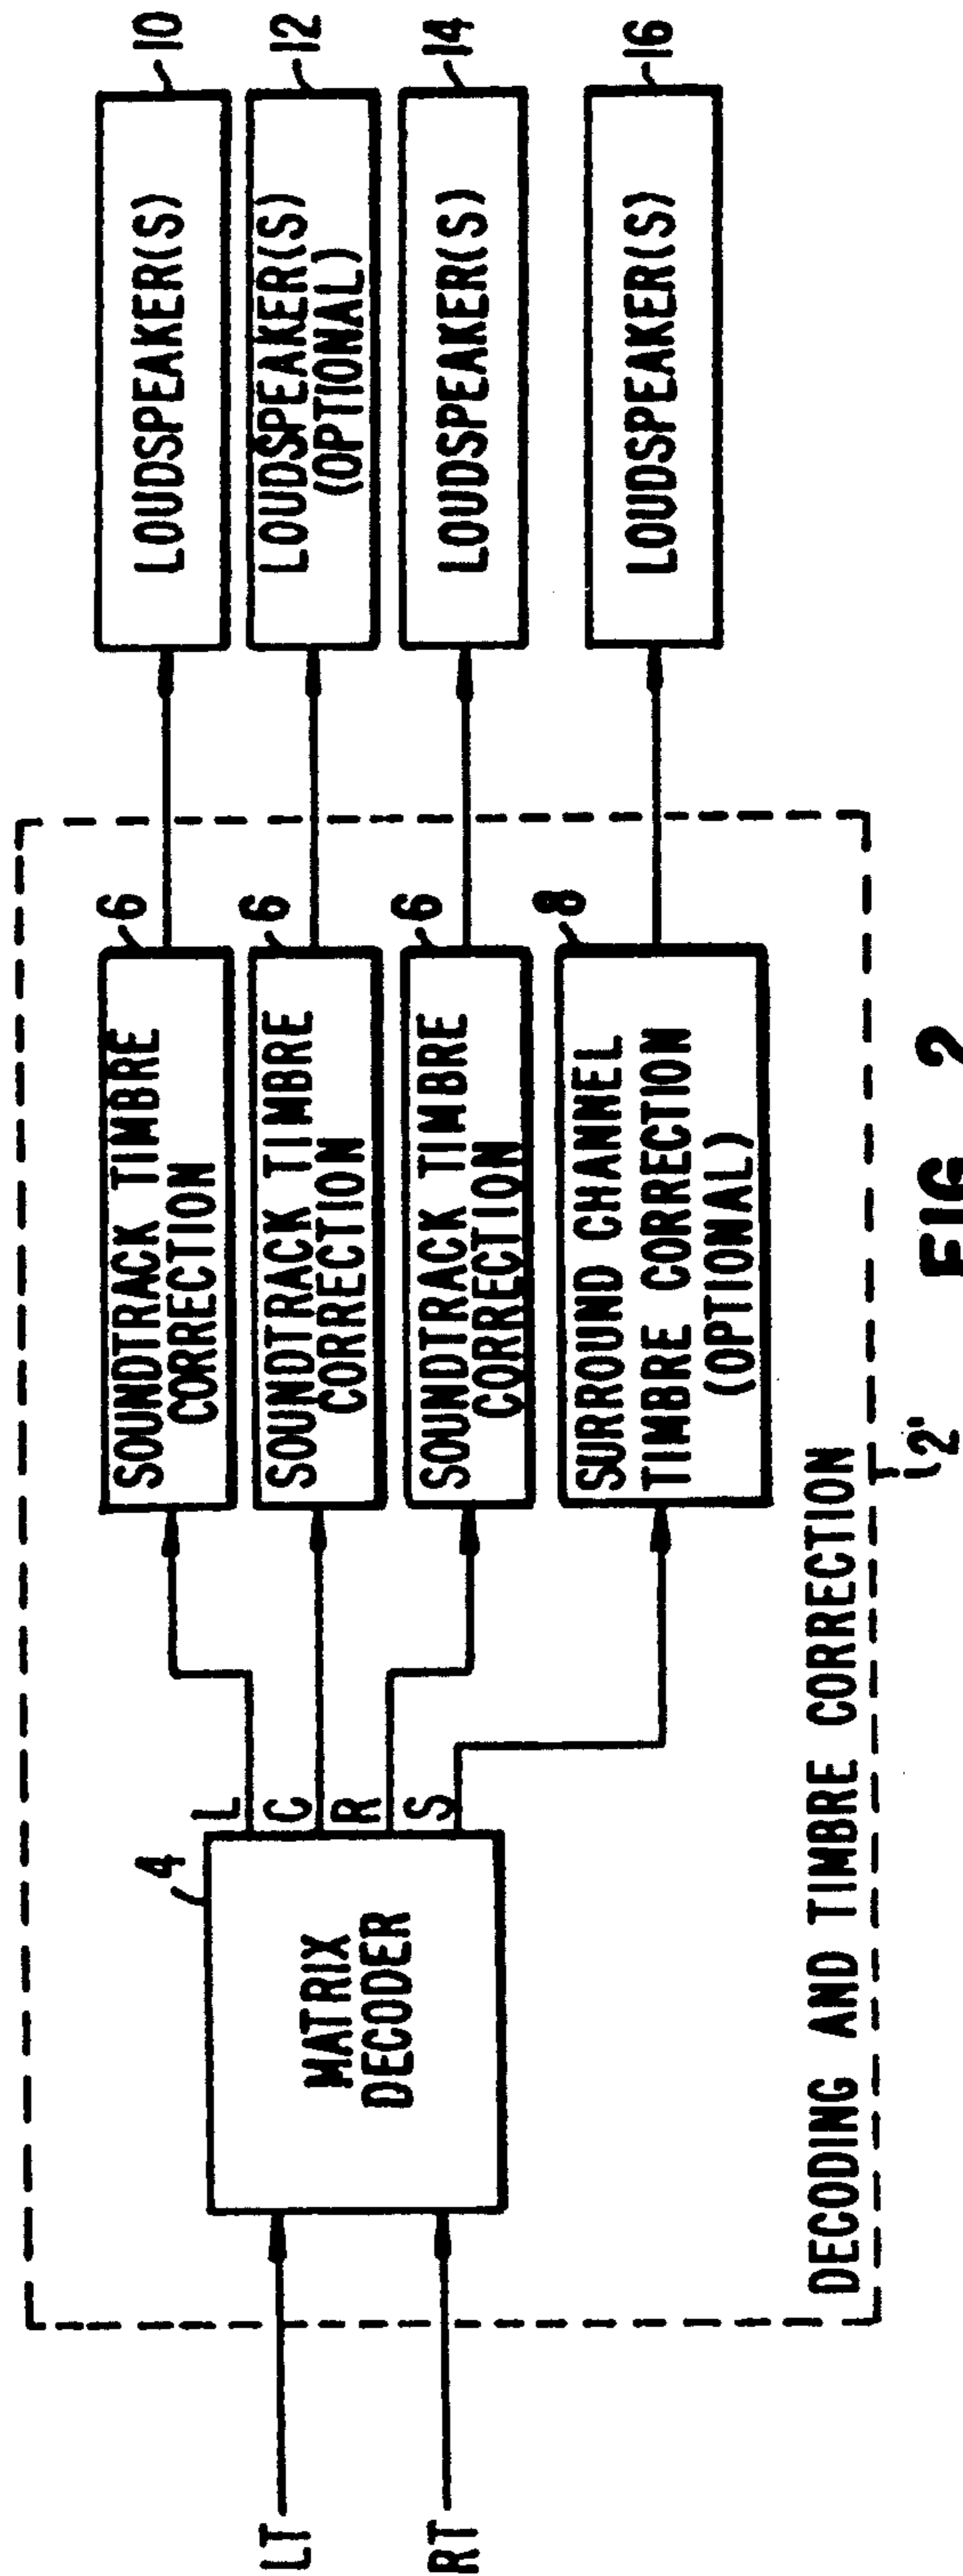 LT
RT
4
MATRIX
DECODER
L
C
R
S
6
SOUNDTRACK TIMBRE
CORRECTION
6
SOUNDTRACK TIMBRE
CORRECTION
6
SOUNDTRACK TIMBRE
CORRECTION
8
SURROUND CHANNEL
TIMBRE CORRECTION
(OPTIONAL)
10
LOUDSPEAKER(S)
12
LOUDSPEAKER(S)
(OPTIONAL)
14
LOUDSPEAKER(S)
16
LOUDSPEAKER(S)
DECODING AND TIMBRE CORRECTION
2'
FIG 2